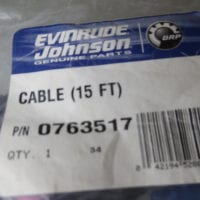 EVINRUDE
Johnson
GENUINE PARTS
BRP
CABLE (15 FT)
P/N 0763517
QTY. 1 34